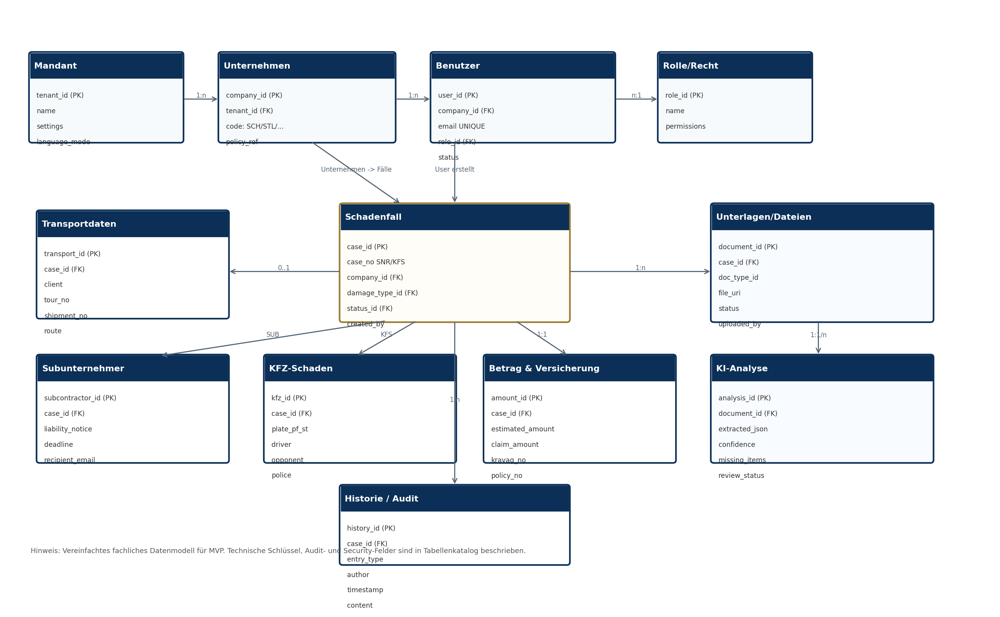 Mandant
tenant_id (PK)
name
settings
language_mode
1:n
Unternehmen
company_id (PK)
tenant_id (FK)
code: SCH/STL/...
policy_ref
1:n
Benutzer
user_id (PK)
company_id (FK)
email UNIQUE
role_id (FK)
status
n:1
Rolle/Recht
role_id (PK)
name
permissions
Unternehmen -> Fälle
User erstellt
Transportdaten
transport_id (PK)
case_id (FK)
client
tour_no
shipment_no
route
0..1
Schadenfall
case_id (PK)
case_no SNR/KFS
company_id (FK)
damage_type_id (FK)
status_id (FK)
created_by
1:n
Unterlagen/Dateien
document_id (PK)
case_id (FK)
doc_type_id
file_uri
status
uploaded_by
SUB
KFS
1:1
1:1/n
Subunternehmer
subcontractor_id (PK)
case_id (FK)
liability_notice
deadline
recipient_email
KFZ-Schaden
kfz_id (PK)
case_id (FK)
plate_pf_st
driver
opponent
police
1:n
Betrag & Versicherung
amount_id (PK)
case_id (FK)
estimated_amount
claim_amount
kravag_no
policy_no
KI-Analyse
analysis_id (PK)
document_id (FK)
extracted_json
confidence
missing_items
review_status
Historie / Audit
history_id (PK)
case_id (FK)
entry_type
author
timestamp
content
Hinweis: Vereinfachtes fachliches Datenmodell für MVP. Technische Schlüssel, Audit- und Security-Felder sind in Tabellenkatalog beschrieben.